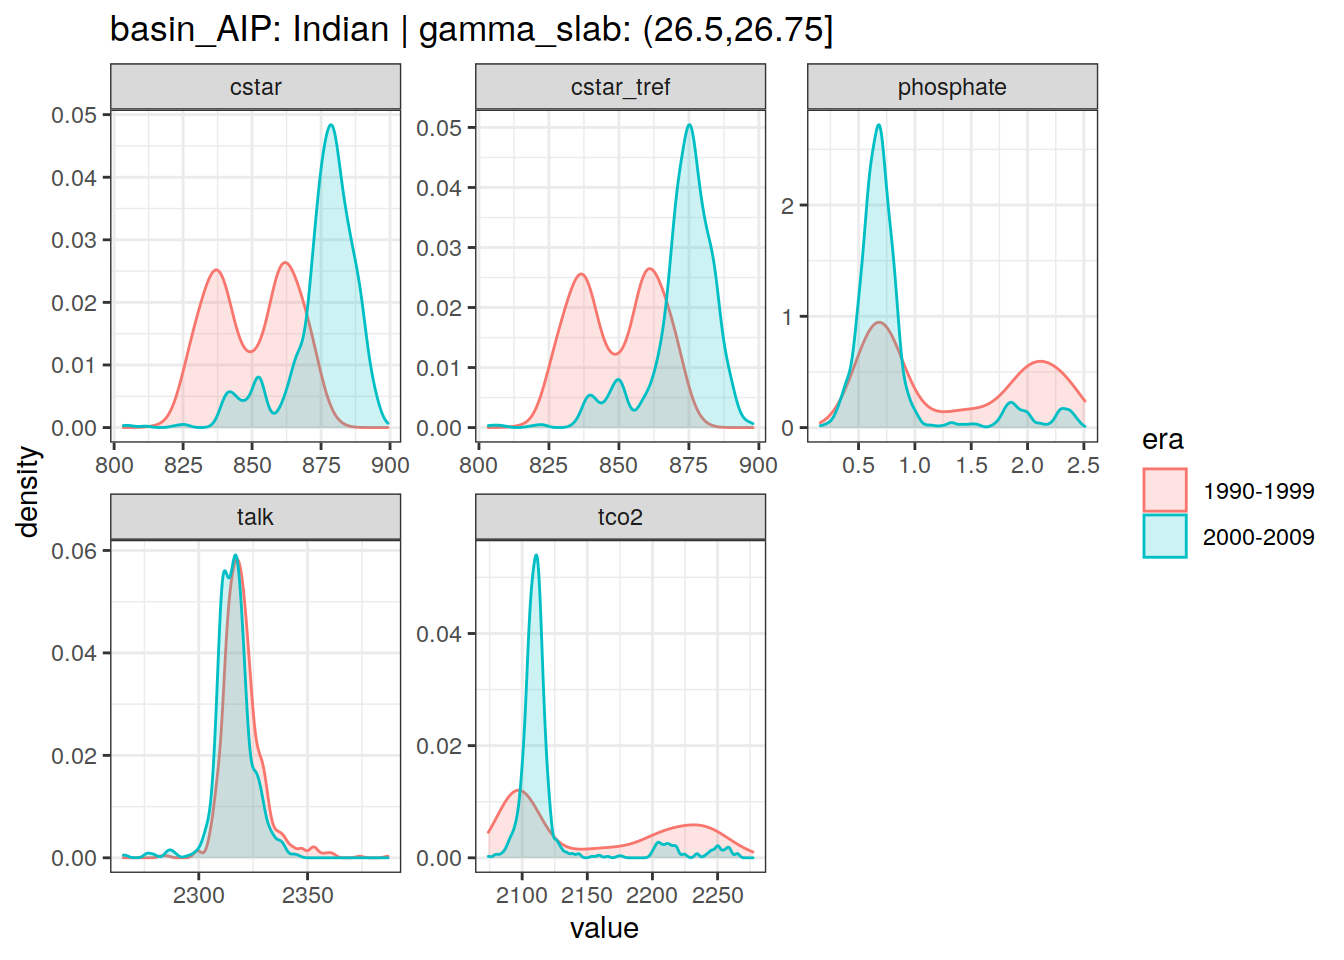 basin_AIP: Indian | gamma_slab: (26.5,26.75]
cstar
cstar_tref
phosphate
0.05
0.04
0.03
0.02
0.01
0.00
800 825 850 875 900
0.05
0.04
0.03
0.02
0.01
0.00
800 825 850 875 900
2
1
0
0.5 1.0 1.5 2.0 2.5
density
talk
tco2
0.06
0.04
0.02
0.00
2300 2350
0.04
0.02
0.00
2100 2150 2200 2250
value
era
1990-1999
2000-2009